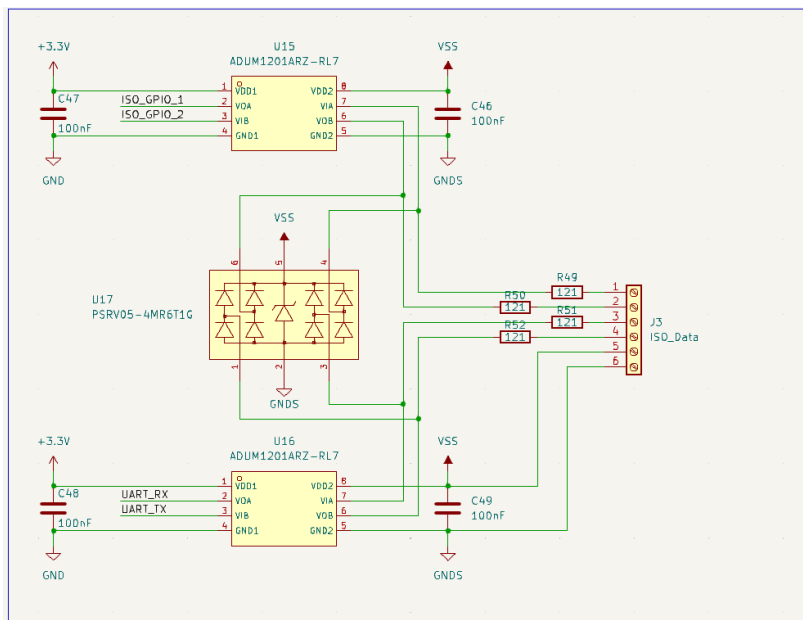 +3.3V
U15
ADUM1201ARZ-RL7
VSS
C47
100nF
ISO_GPIO_1
ISO_GPIO_2
1
2
3
4
VDD1
VOA
VIB
GND1
VDD2
VIA
VOB
GND2
8
7
6
5
C46
100nF
GND
GNDS
VSS
6
5
4
U17
PSRV05-4MR6T1G
1
2
3
GNDS
R49
121
R50
121
R51
121
R52
121
1
2
3
4
5
6
J3
ISO_Data
+3.3V
U16
ADUM1201ARZ-RL7
VSS
C48
100nF
UART_RX
UART_TX
1
2
3
4
VDD1
VOA
VIB
GND1
VDD2
VIA
VOB
GND2
8
7
6
5
C49
100nF
GND
GNDS